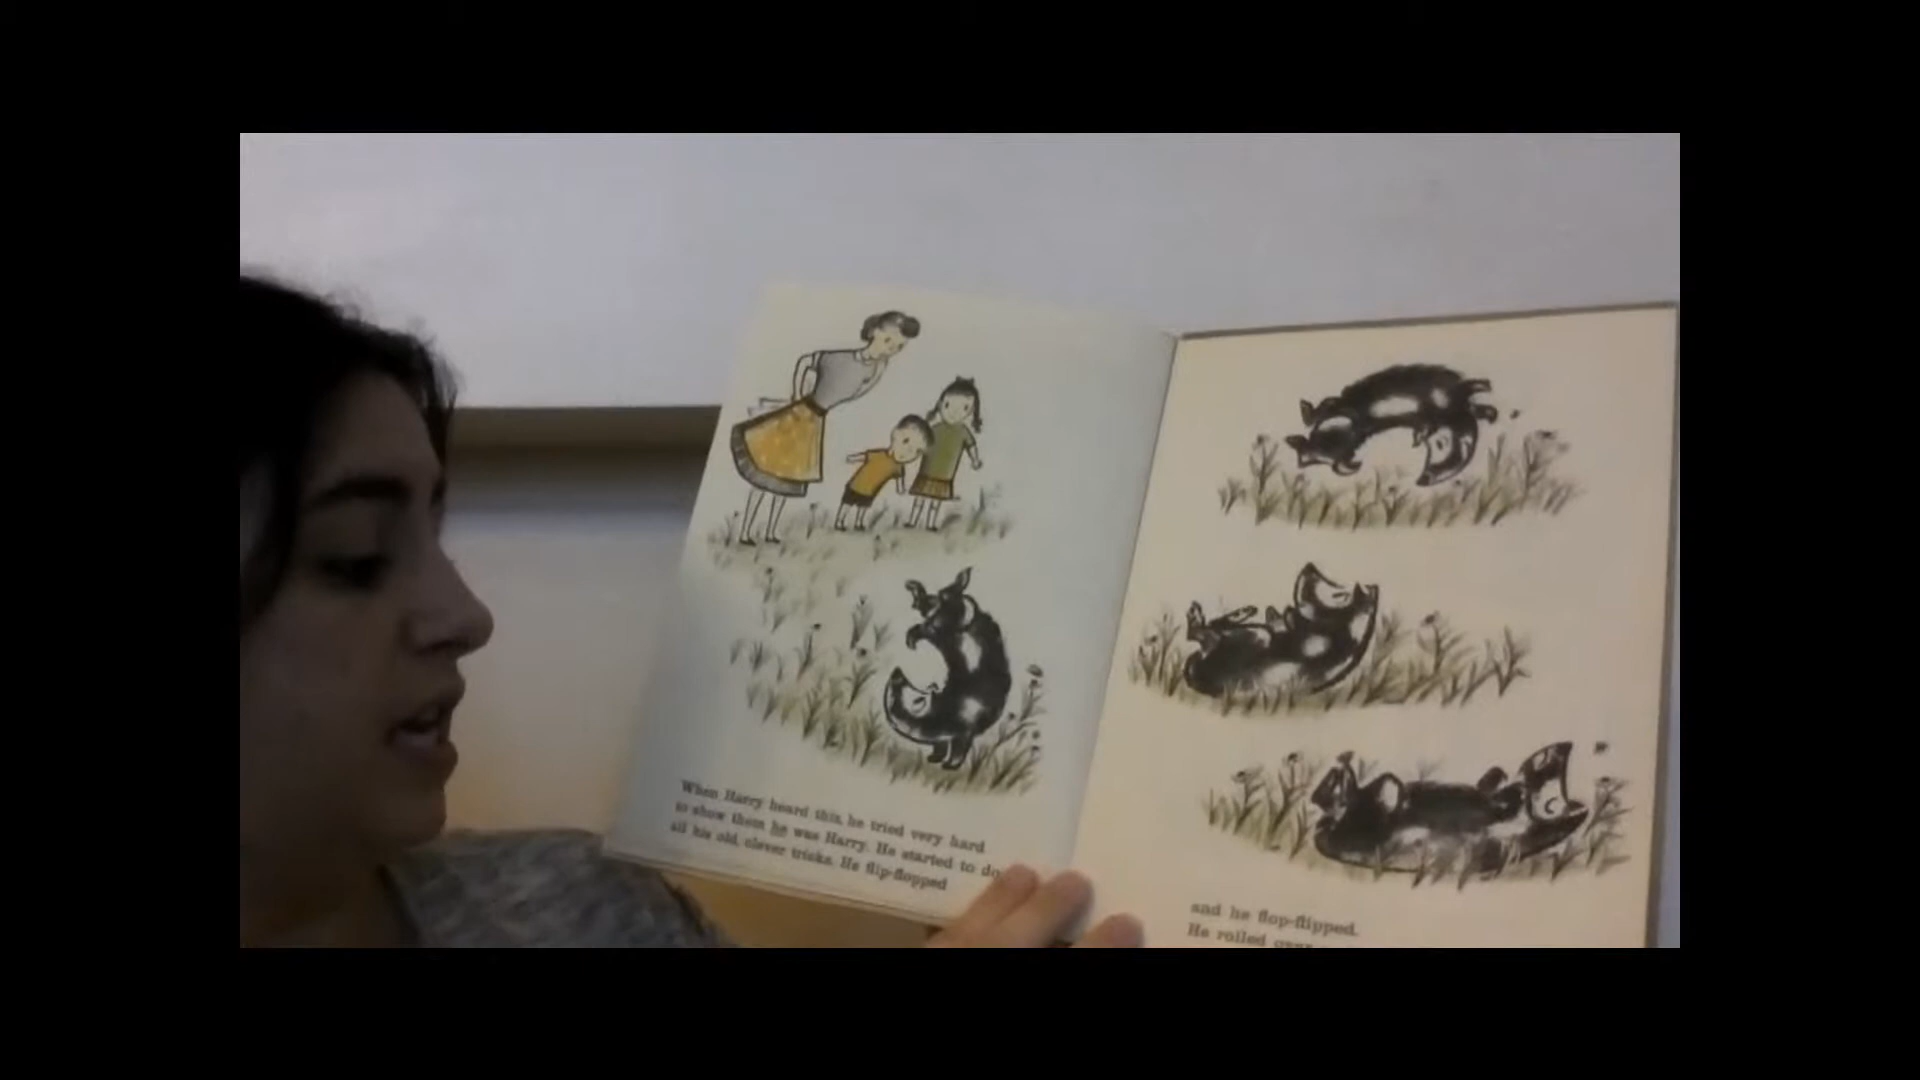 When Harry heard this, he tried very hard
to show them he was Harry. He started to do
all his old, clever tricks. He flip-flopped
and he flop-flipped.
He rolled over